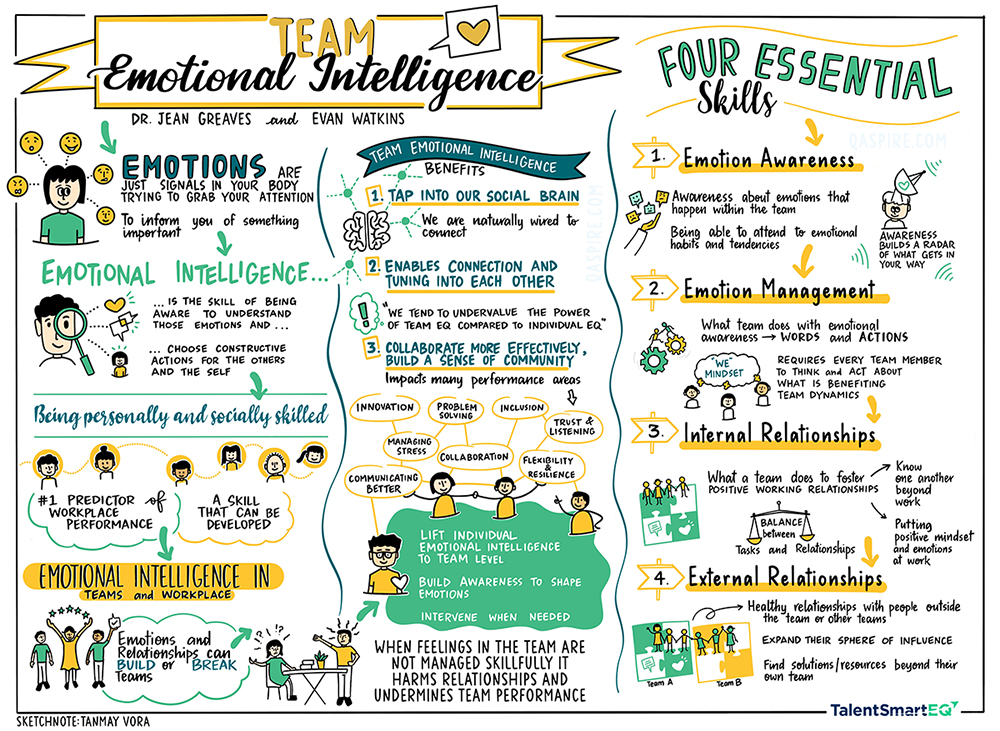 TEAM
Emotional Intelligence
DR. JEAN GREAVES and EVAN WATKINS
EMOTIONS ARE
JUST SIGNALS IN YOUR BODY
TRYING TO GRAB YOUR ATTENTION
To inform you of something
important
EMOTIONAL INTELLIGENCE...
... IS THE SKILL OF BEING
AWARE TO UNDERSTAND
THOSE EMOTIONS AND ...
... CHOOSE CONSTRUCTIVE
ACTIONS FOR THE OTHERS
AND THE SELF
Being personally and socially skilled
#1 PREDICTOR of
WORKPLACE
PERFORMANCE
A SKILL
THAT CAN BE
DEVELOPED
EMOTIONAL INTELLIGENCE IN
TEAMS and WORKPLACE
Emotions and
Relationships can
BUILD or BREAK
Teams
!?
!?
TEAM EMOTIONAL INTELLIGENCE
BENEFITS
1. TAP INTO OUR SOCIAL BRAIN
We are naturally wired to
connect
2. ENABLES CONNECTION AND
TUNING INTO EACH OTHER
!
"WE TEND TO UNDERVALUE THE POWER
OF TEAM EQ COMPARED TO INDIVIDUAL EQ"
3. COLLABORATE MORE EFFECTIVELY,
BUILD A SENSE OF COMMUNITY
Impacts many performance areas
INNOVATION
PROBLEM
SOLVING
INCLUSION
TRUST &
LISTENING
MANAGING
STRESS
COLLABORATION
FLEXIBILITY
&
RESILIENCE
COMMUNICATING
BETTER
LIFT INDIVIDUAL
EMOTIONAL INTELLIGENCE
TO TEAM LEVEL
BUILD AWARENESS TO SHAPE
EMOTIONS
INTERVENE WHEN NEEDED
WHEN FEELINGS IN THE TEAM ARE
NOT MANAGED SKILLFULLY IT
HARMS RELATIONSHIPS AND
UNDERMINES TEAM PERFORMANCE
QASPIRE.COM
FOUR ESSENTIAL
Skills
QASPIRE.COM
1. Emotion Awareness
Awareness about emotions that
happen within the team
Being able to attend to emotional
habits and tendencies
AWARENESS
BUILDS A RADAR
OF WHAT GETS IN
YOUR WAY
2. Emotion Management
What team does with emotional
awareness → WORDS and ACTIONS
"WE"
MINDSET
REQUIRES EVERY TEAM MEMBER
TO THINK and ACT ABOUT
WHAT IS BENEFITING
TEAM DYNAMICS
3. Internal Relationships
What a team does to foster
POSITIVE WORKING RELATIONSHIPS
Know
one another
beyond
work
Putting
positive mindset
and emotions
at work
BALANCE
between
Tasks and Relationships
4. External Relationships
Healthy relationships with people outside
the team or other teams
EXPAND THEIR SPHERE OF INFLUENCE
Find solutions/resources beyond their
own team
Team A
Team B
SKETCHNOTE: TANMAY VORA
TalentSmartEQ